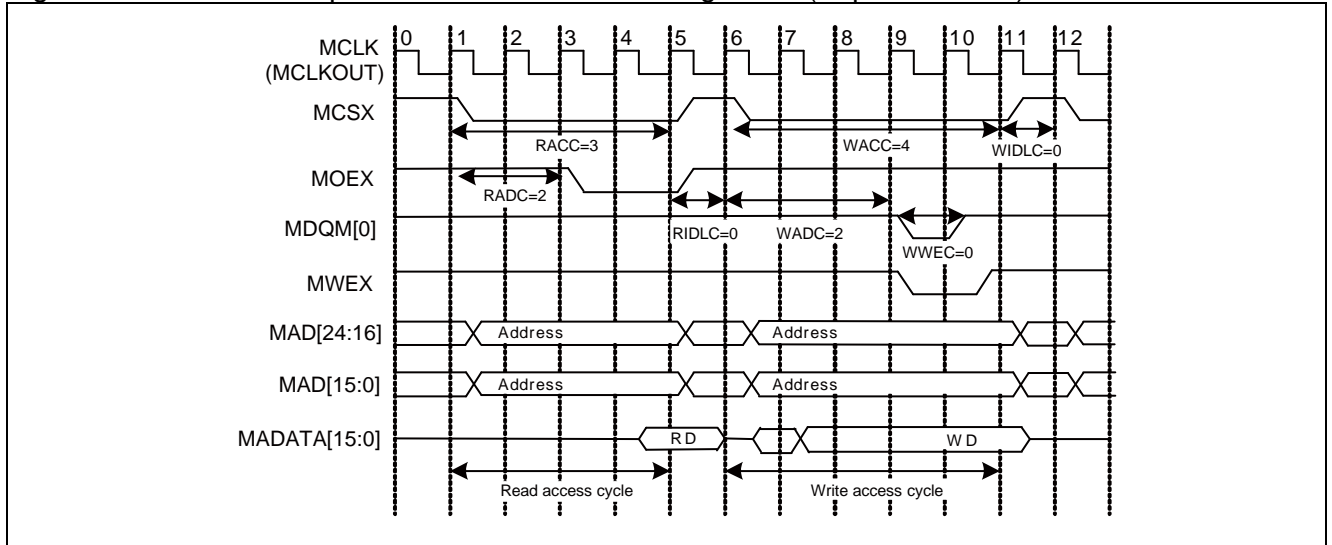 0 1 2 3 4 5 6 7 8 9 10 11 12
MCLK
(MCLKOUT)
MCSX
RACC=3 WACC=4 WIDLC=0
MOEX
RADC=2
MDQM[0]
RIDLC=0 WADC=2 WWEC=0
MWEX
MAD[24:16] Address Address
MAD[15:0] Address Address
MADATA[15:0] RD WD
Read access cycle Write access cycle